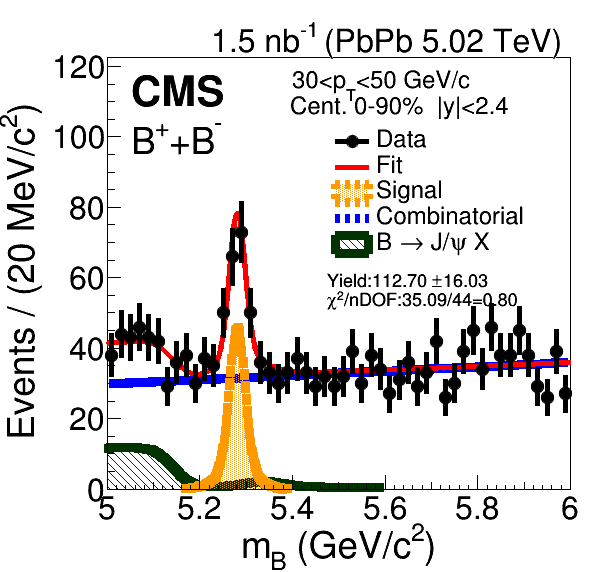 1.5 nb⁻¹ (PbPb 5.02 TeV)
CMS
B⁺+B⁻
30<p_T<50 GeV/c
Cent. 0-90% |y|<2.4
Data
Fit
Signal
Combinatorial
B → J/ψ X
Yield:112.70 ±16.03
χ²/nDOF:35.09/44=0.80
Events / (20 MeV/c²)
120
100
80
60
40
20
0
5
5.2
5.4
5.6
5.8
6
m_B (GeV/c²)